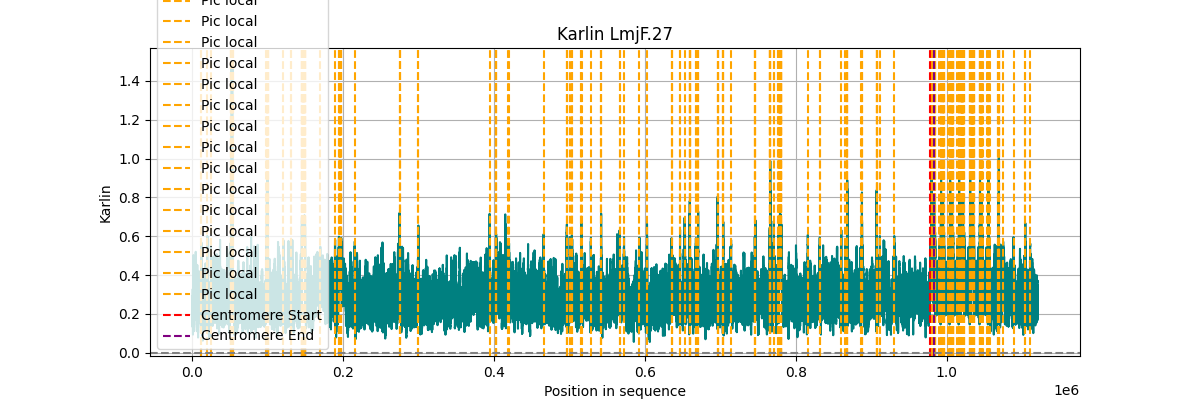 Pic local
Karlin LmjF.27
Pic local
Pic local
Pic local
Pic local
Pic local
Pic local
Pic local
Pic local
Pic local
Pic local
Pic local
Pic local
Pic local
Pic local
Centromere Start
Centromere End
Karlin
1.4
1.2
1.0
0.8
0.6
0.4
0.2
0.0
0.0
0.2
0.4
0.6
0.8
1.0
1e6
Position in sequence